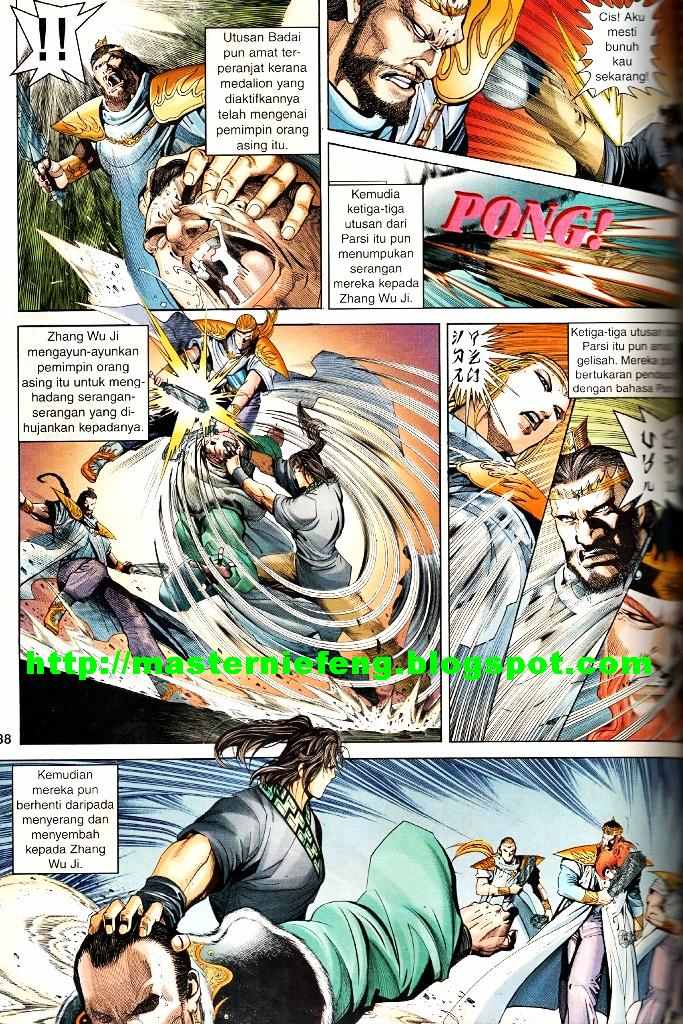 !!
Utusan Badai
pun amat ter-
peranjat kerana
medalion yang
diaktifkannya
telah mengenai
pemimpin orang
asing itu.
Cis! Aku
mesti
bunuh
kau
sekarang!
Kemudia
ketiga-tiga
utusan dari
Parsi itu pun
menumpukan
serangan
mereka kepada
Zhang Wu Ji.
PONG!
Zhang Wu Ji
mengayun-ayunkan
pemimpin orang
asing itu untuk meng-
hadang serangan-
serangan yang di-
hujankan kepadanya.
Ketiga-tiga utusan
Parsi itu pun amat
gelisah. Mereka
bertukaran
dengan bahasa
http://masterniefeng.blogspot.com
38
Kemudian
mereka pun
berhenti daripada
menyerang dan
menyembah
kepada Zhang
Wu Ji.